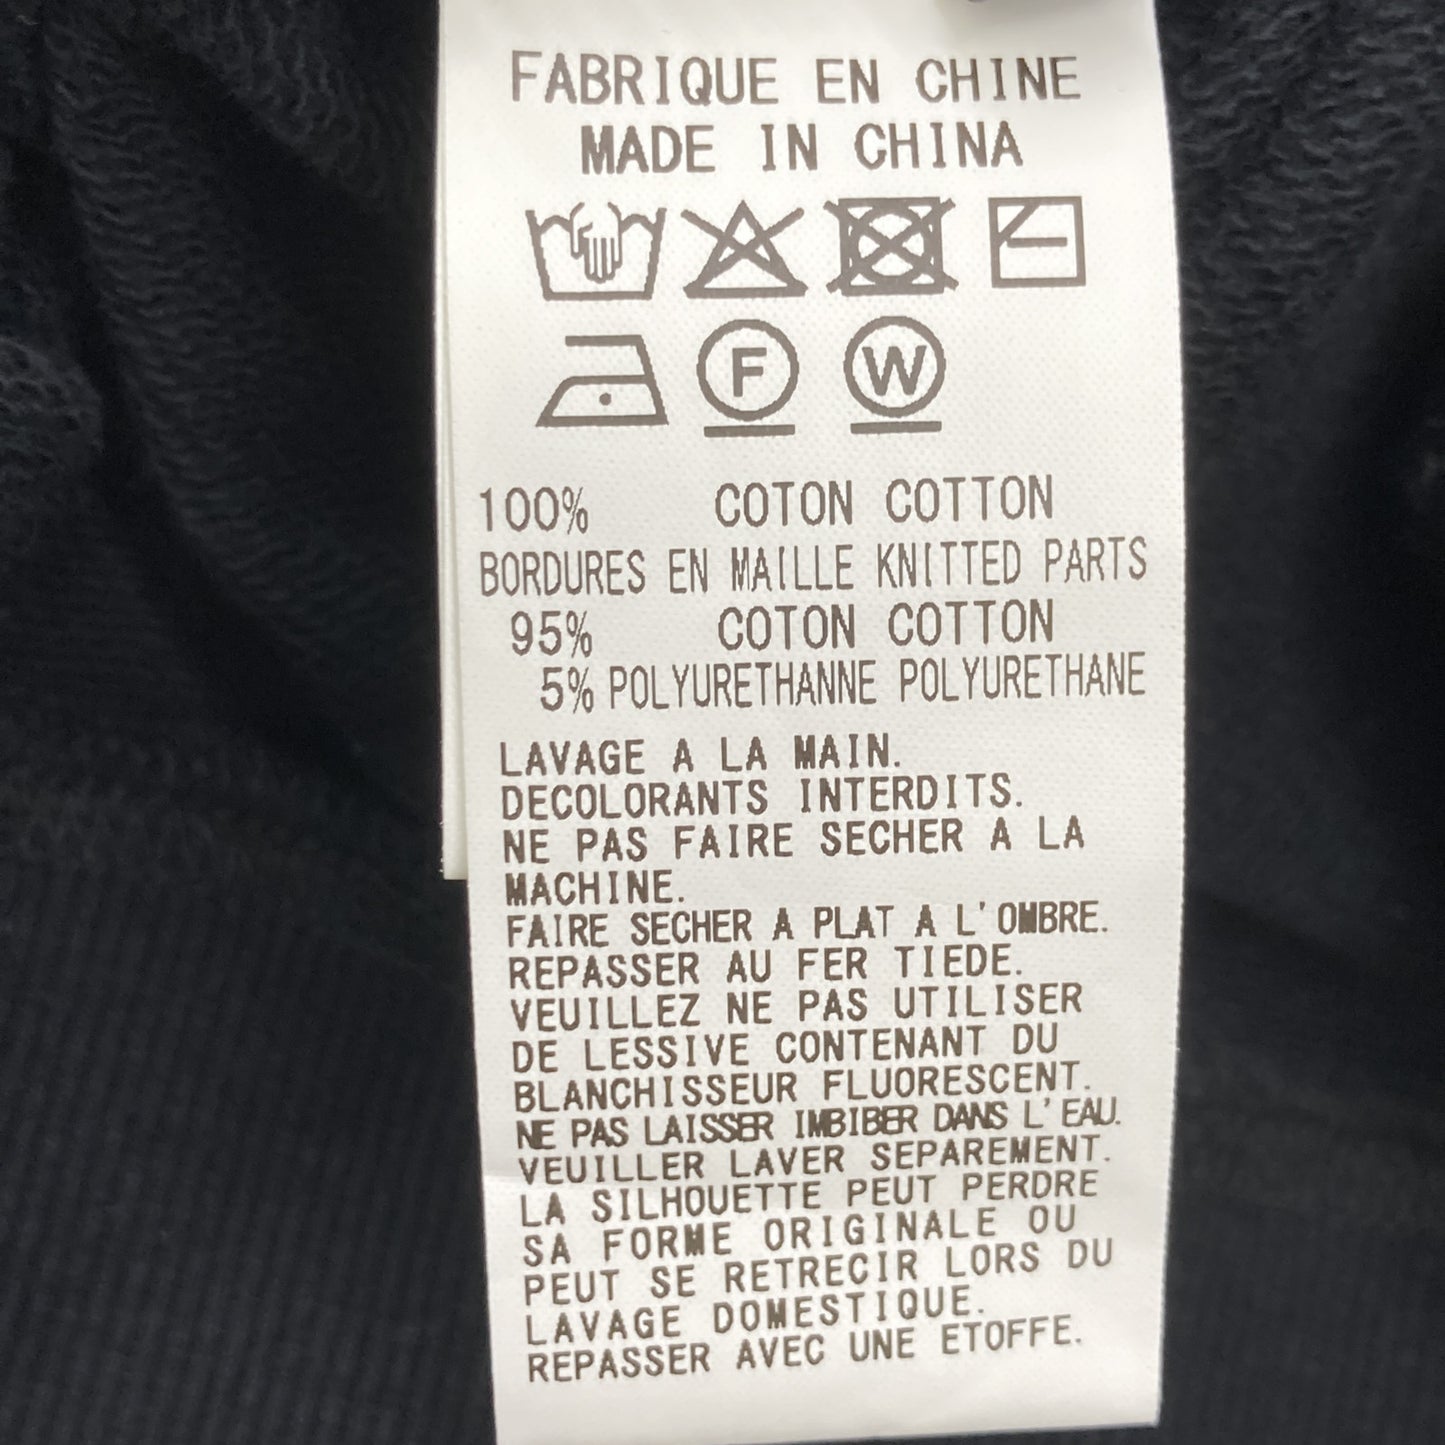 FABRIQUE EN CHINE
MADE IN CHINA
F W
100% COTON COTTON
BORDURES EN MAILLE KNITTED PARTS
95% COTON COTTON
5% POLYURETHANNE POLYURETHANE
LAVAGE A LA MAIN.
DECOLORANTS INTERDITS.
NE PAS FAIRE SECHER A LA
MACHINE.
FAIRE SECHER A PLAT A L'OMBRE.
REPASSER AU FER TIEDE.
VEUILLEZ NE PAS UTILISER
DE LESSIVE CONTENANT DU
BLANCHISSEUR FLUORESCENT.
NE PAS LAISSER IMBIBER DANS L'EAU.
VEUILLER LAVER SEPAREMENT.
LA SILHOUETTE PEUT PERDRE
SA FORME ORIGINALE OU
PEUT SE RETRECIR LORS DU
LAVAGE DOMESTIQUE.
REPASSER AVEC UNE ETOFFE.